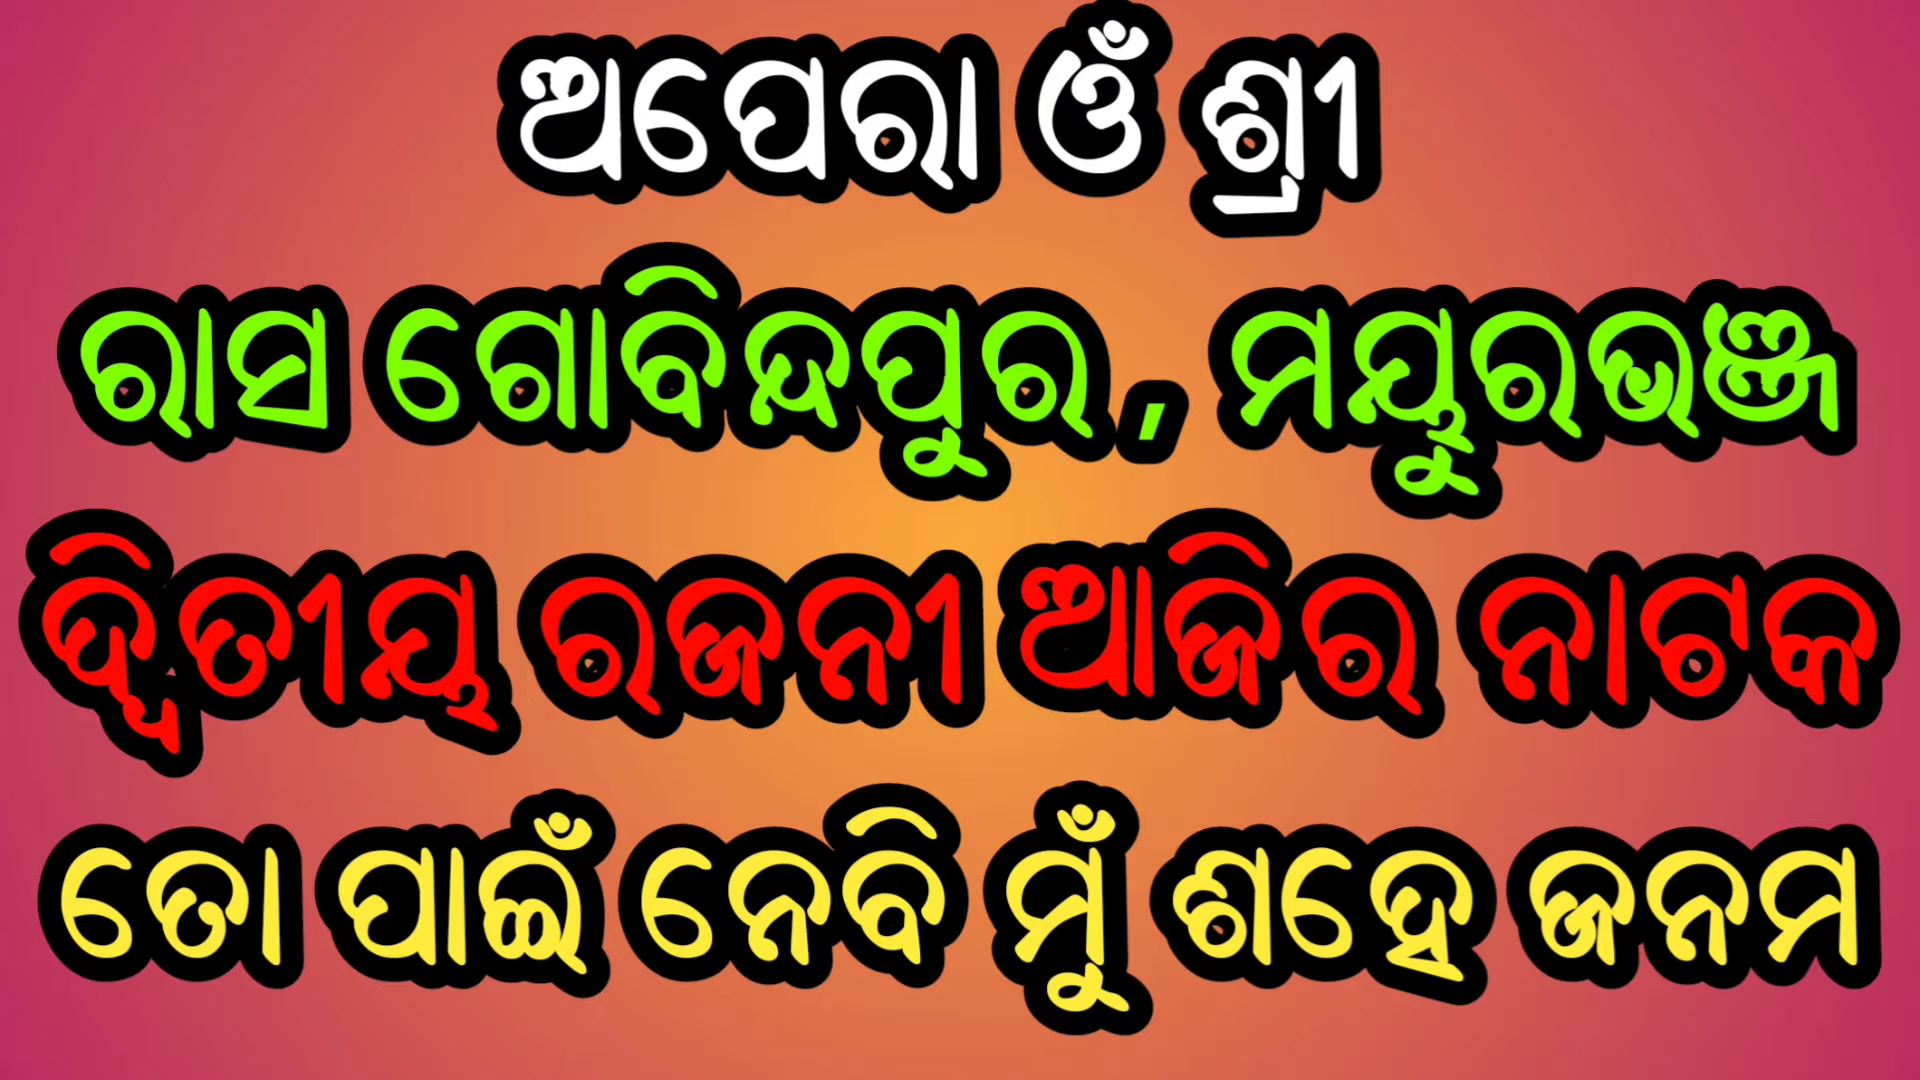 ଅପେରା ଓଁ ଶ୍ରୀ
ରାସ ଗୋବିନ୍ଦପୁର , ମୟୁରଭଞ୍ଜ
ଦ୍ୱିତୀୟ ରଜନୀ ଆଜିର ନାଟକ
ତୋ ପାଇଁ ନେବି ମୁଁ ଶହେ ଜନମ